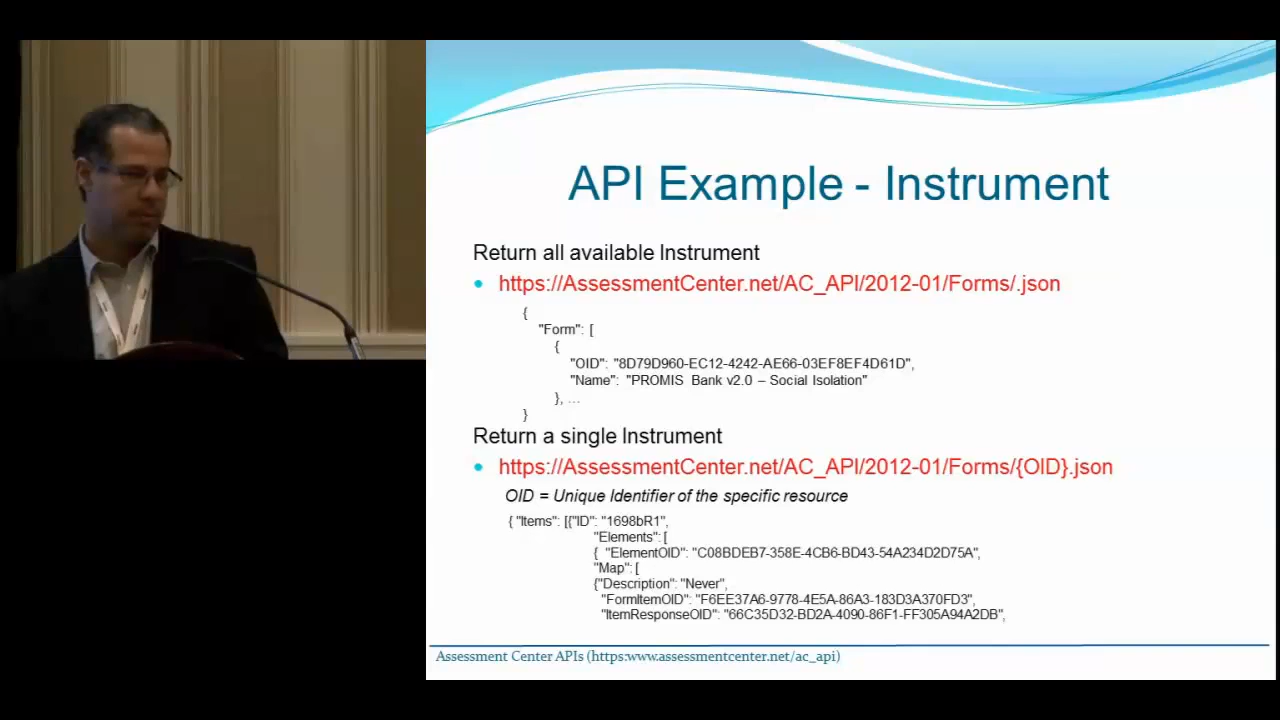 API Example - Instrument
Return all available Instrument
• https://AssessmentCenter.net/AC_API/2012-01/Forms/.json
{
"Form": [
{
"OID": "8D79D960-EC12-4242-AE66-03EF8EF4D61D",
"Name": "PROMIS Bank v2.0 – Social Isolation"
}, ...
}
Return a single Instrument
• https://AssessmentCenter.net/AC_API/2012-01/Forms/{OID}.json
OID = Unique Identifier of the specific resource
{ "Items": [{"ID": "1698bR1",
"Elements": [
{ "ElementOID": "C08BDEB7-358E-4CB6-BD43-54A234D2D75A",
"Map": [
{"Description": "Never",
"FormItemOID": "F6EE37A6-9778-4E5A-86A3-183D3A370FD3",
"ItemResponseOID": "66C35D32-BD2A-4090-86F1-FF305A94A2DB",
Assessment Center APIs (https:www.assessmentcenter.net/ac_api)